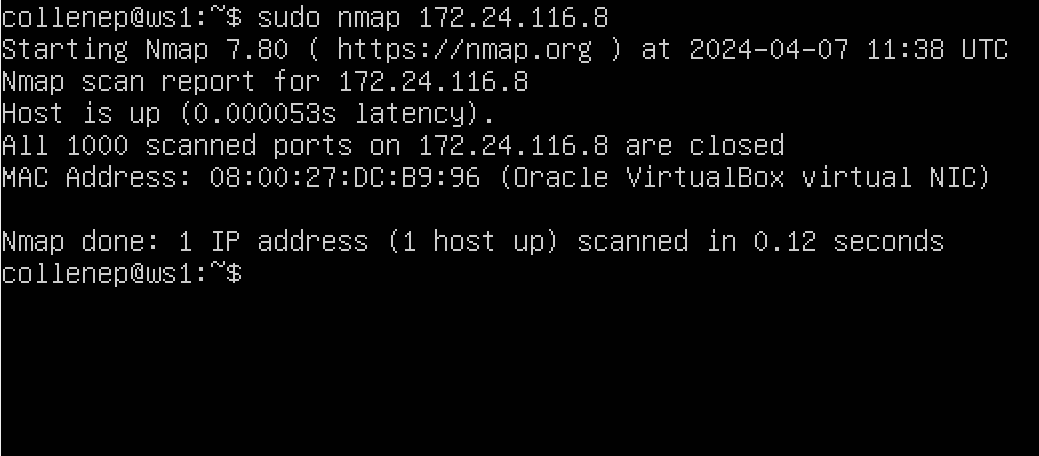 collenep@ws1:~$ sudo nmap 172.24.116.8
Starting Nmap 7.80 ( https://nmap.org ) at 2024-04-07 11:38 UTC
Nmap scan report for 172.24.116.8
Host is up (0.000053s latency).
All 1000 scanned ports on 172.24.116.8 are closed
MAC Address: 08:00:27:DC:B9:96 (Oracle VirtualBox virtual NIC)

Nmap done: 1 IP address (1 host up) scanned in 0.12 seconds
collenep@ws1:~$